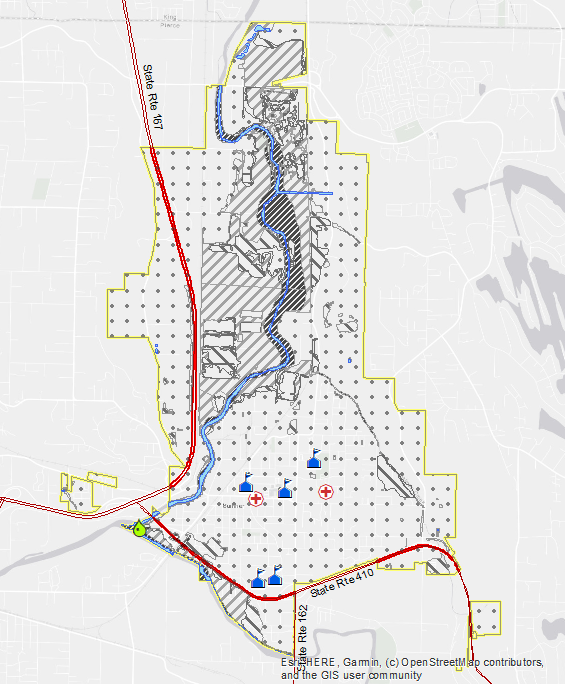 King
Pierce
State Rte 167
Sumner
State Rte 410
State Rte 162
Esri, HERE, Garmin, (c) OpenStreetMap contributors,
and the GIS user community